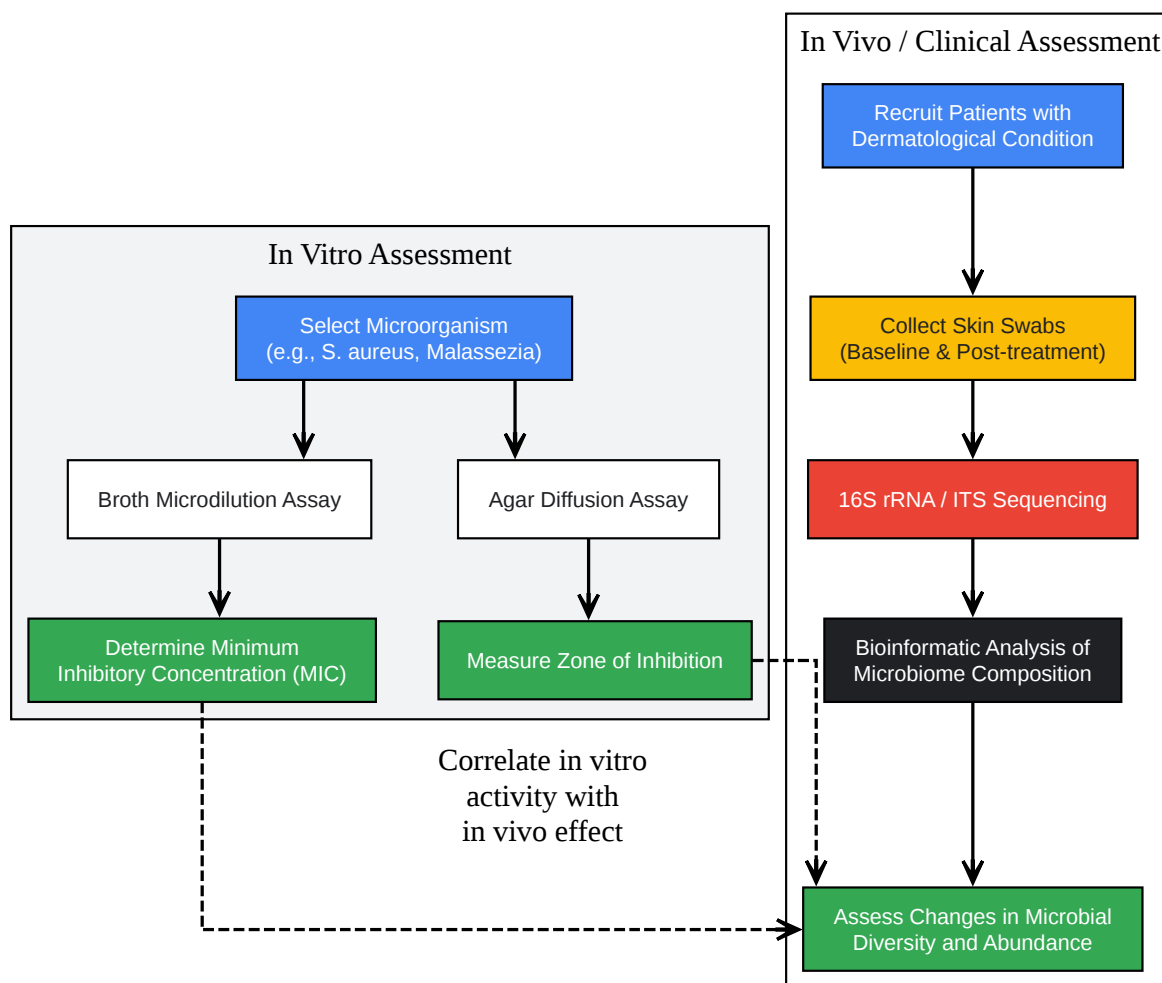 In Vivo / Clinical Assessment
Recruit Patients with
Dermatological Condition
In Vitro Assessment
Select Microorganism
(e.g., S. aureus, Malassezia)
Collect Skin Swabs
(Baseline & Post-treatment)
Broth Microdilution Assay
Agar Diffusion Assay
16S rRNA / ITS Sequencing
Determine Minimum
Inhibitory Concentration (MIC)
Measure Zone of Inhibition
Bioinformatic Analysis of
Microbiome Composition
Correlate in vitro
activity with
in vivo effect
Assess Changes in Microbial
Diversity and Abundance